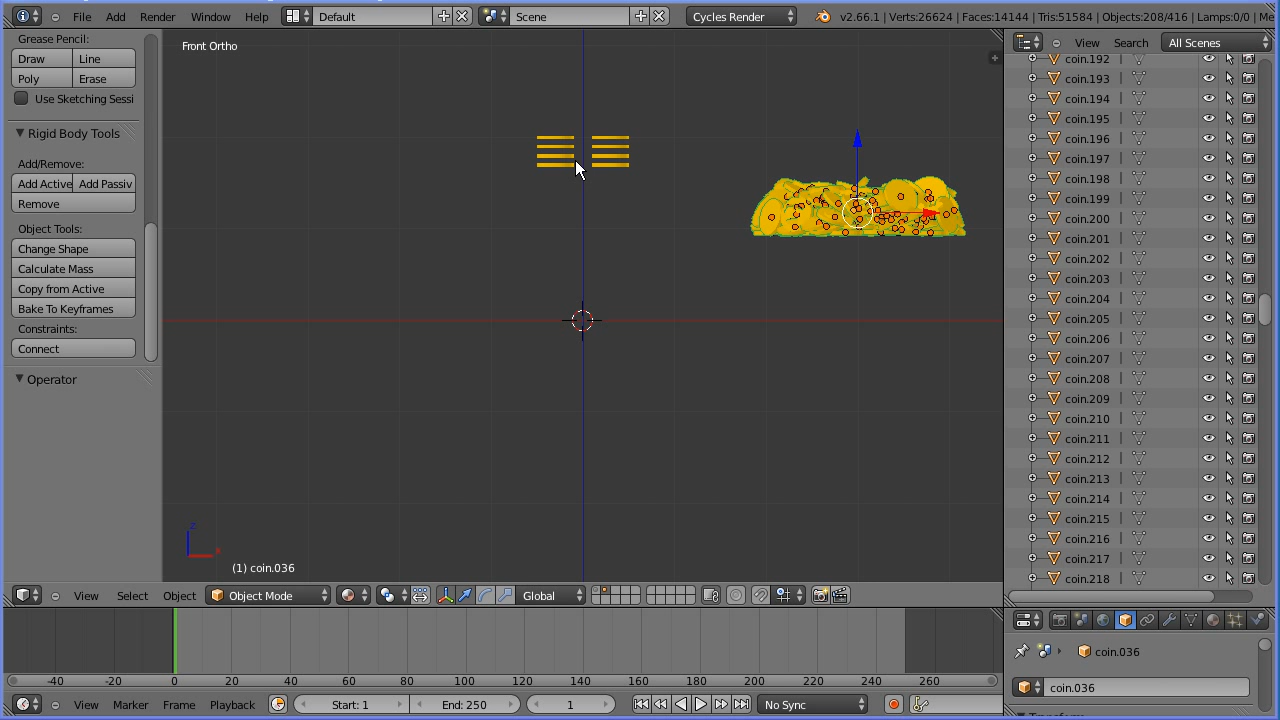 File Add Render Window Help Default Scene Cycles Render v2.66.1 | Verts:26624 | Faces:14144 | Tris:51584 | Objects:208/416 | Lamps:0/0 | Me
Grease Pencil:
Draw Line
Poly Erase
Use Sketching Sessi
Rigid Body Tools
Add/Remove:
Add Active Add Passiv
Remove
Object Tools:
Change Shape
Calculate Mass
Copy from Active
Bake To Keyframes
Constraints:
Connect
Operator
Front Ortho
z
(1) coin.036
View Search All Scenes
coin.192
coin.193
coin.194
coin.195
coin.196
coin.197
coin.198
coin.199
coin.200
coin.201
coin.202
coin.203
coin.204
coin.205
coin.206
coin.207
coin.208
coin.209
coin.210
coin.211
coin.212
coin.213
coin.214
coin.215
coin.216
coin.217
coin.218
View Select Object Object Mode Global
-40 -20 0 20 40 60 80 100 120 140 160 180 200 220 240 260
View Marker Frame Playback Start: 1 End: 250 1 No Sync
coin.036
coin.036